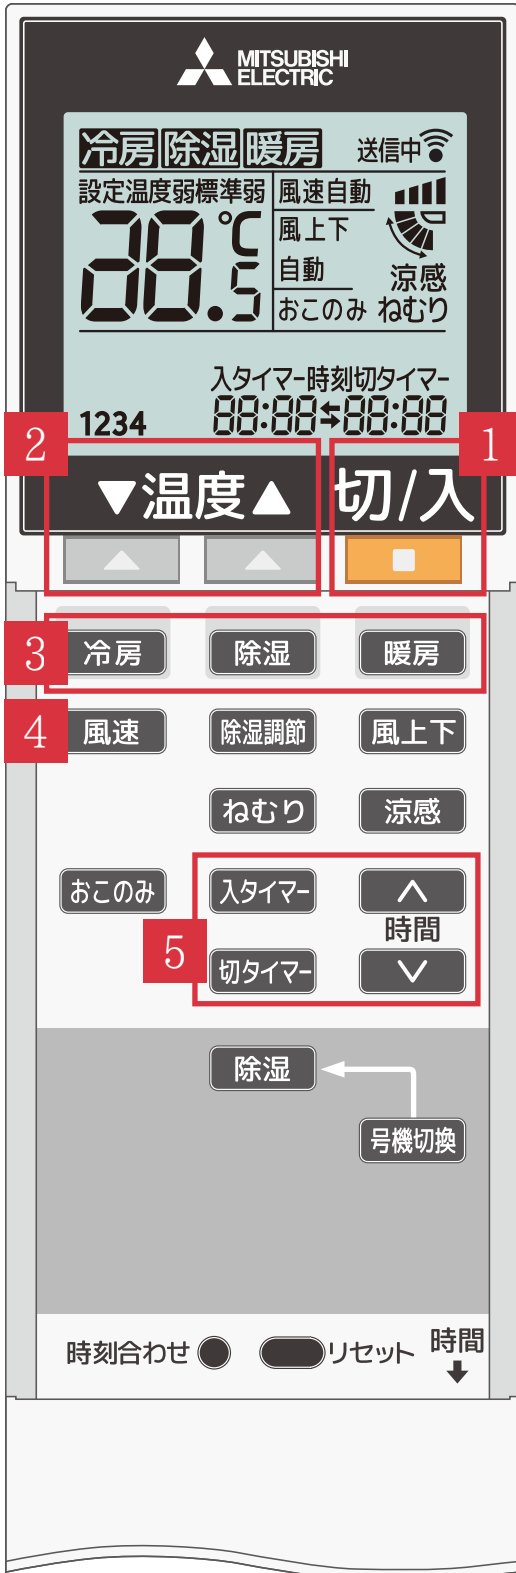 MITSUBISHI
ELECTRIC
冷房 除湿 暖房 送信中
設定温度弱標準弱 風速自動
88.5℃ 風上下
自動 涼感
おこのみ ねむり
入タイマー時刻切タイマー
1234 88:88 88:88
2 1
▼温度▲ 切/入
3 冷房 除湿 暖房
4 風速 除湿調節 風上下
ねむり 涼感
おこのみ 入タイマー
時間
5 切タイマー
除湿
号機切換
時刻合わせ リセット 時間